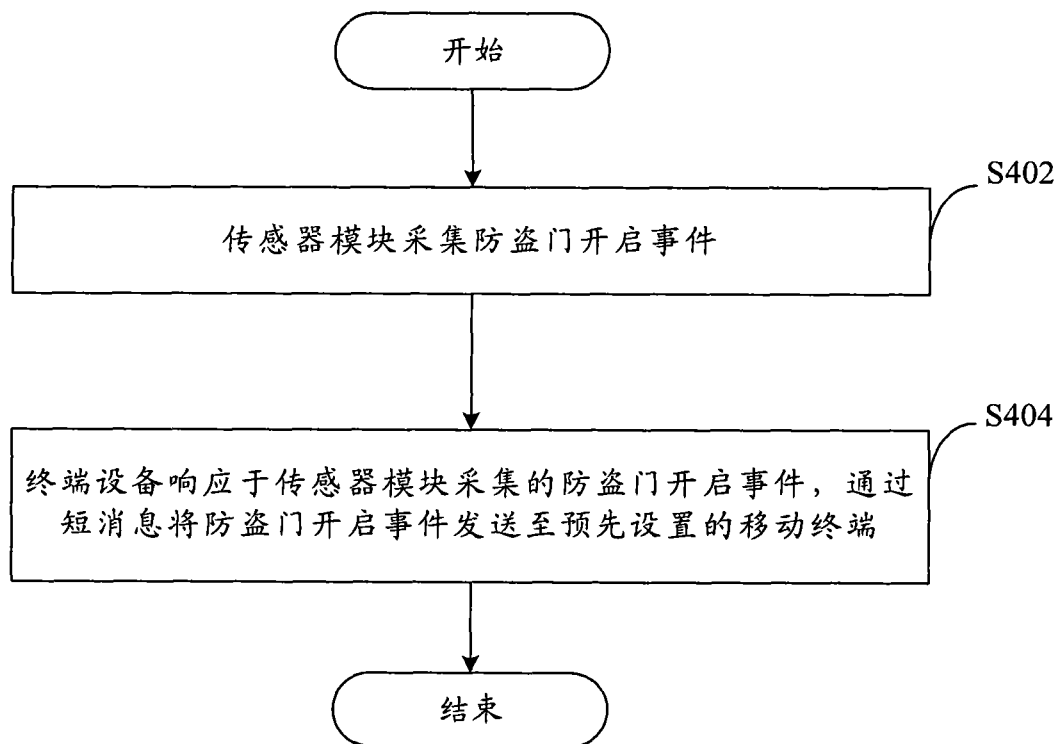 开始
S402
传感器模块采集防盗门开启事件
S404
终端设备响应于传感器模块采集的防盗门开启事件，通过
短消息将防盗门开启事件发送至预先设置的移动终端
结束